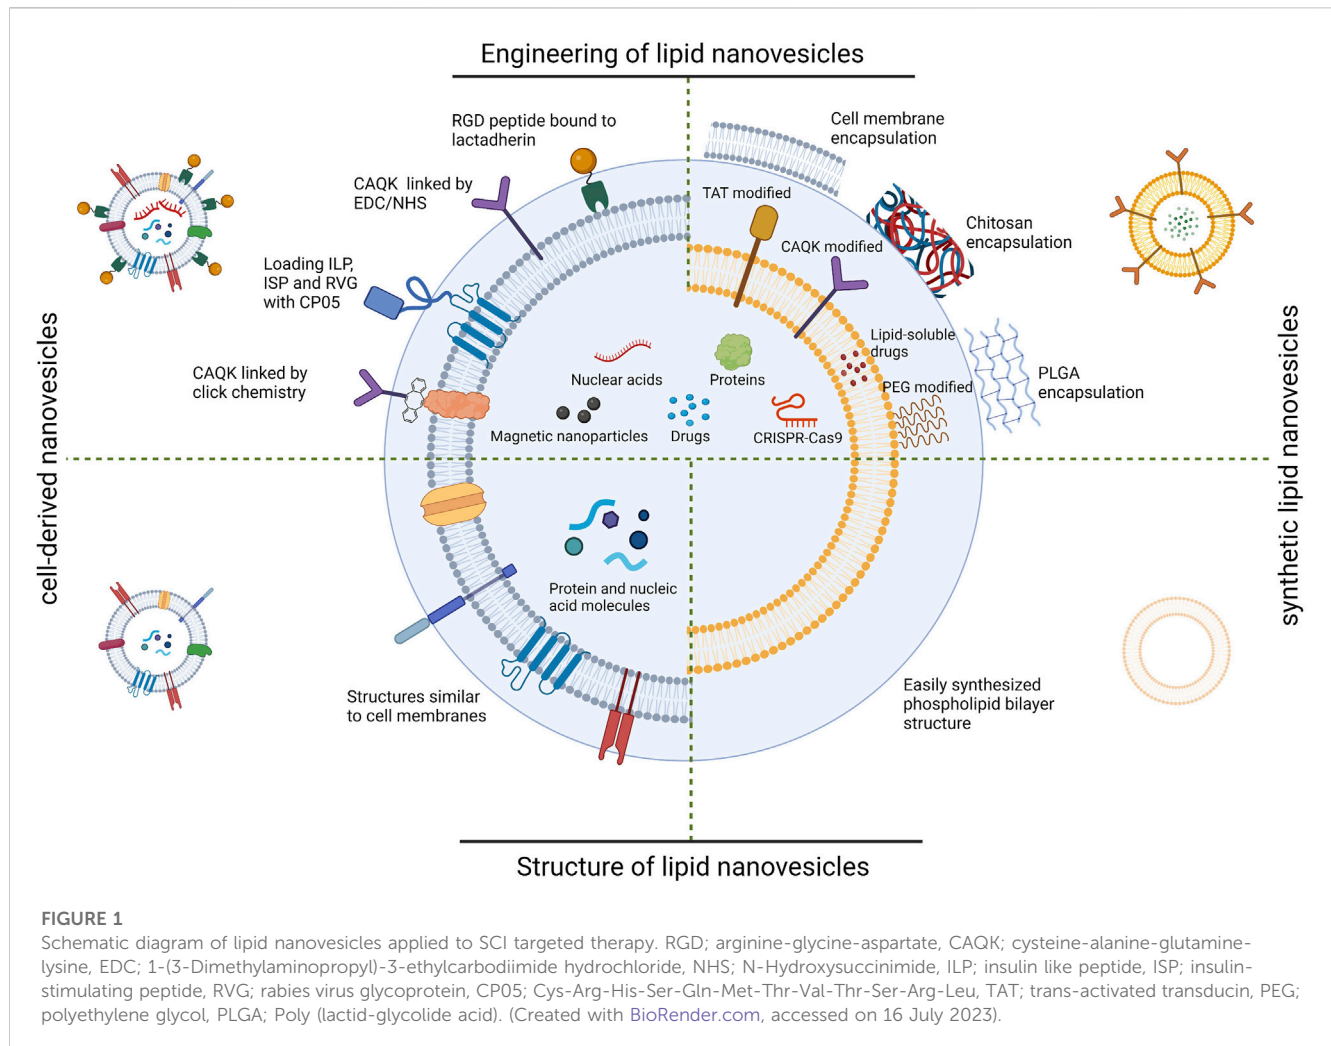 Engineering of lipid nanovesicles
RGD peptide bound to
lactadherin
Cell membrane
encapsulation
CAQK linked by
EDC/NHS
TAT modified
CAQK modified
Chitosan
encapsulation
Loading ILP,
ISP and RVG
with CP05
Lipid-soluble
drugs
CAQK linked by
click chemistry
Nuclear acids
Proteins
PEG modified
PLGA
encapsulation
Magnetic nanoparticles
Drugs
CRISPR-Cas9
cell-derived nanovesicles
synthetic lipid nanovesicles
Protein and nucleic
acid molecules
Structures similar
to cell membranes
Easily synthesized
phospholipid bilayer
structure
Structure of lipid nanovesicles
FIGURE 1
Schematic diagram of lipid nanovesicles applied to SCI targeted therapy. RGD; arginine-glycine-aspartate, CAQK; cysteine-alanine-glutamine-
lysine, EDC; 1-(3-Dimethylaminopropyl)-3-ethylcarbodiimide hydrochloride, NHS; N-Hydroxysuccinimide, ILP; insulin like peptide, ISP; insulin-
stimulating peptide, RVG; rabies virus glycoprotein, CP05; Cys-Arg-His-Ser-Gln-Met-Thr-Val-Thr-Ser-Arg-Leu, TAT; trans-activated transducin, PEG;
polyethylene glycol, PLGA; Poly (lactid-glycolide acid). (Created with BioRender.com, accessed on 16 July 2023).